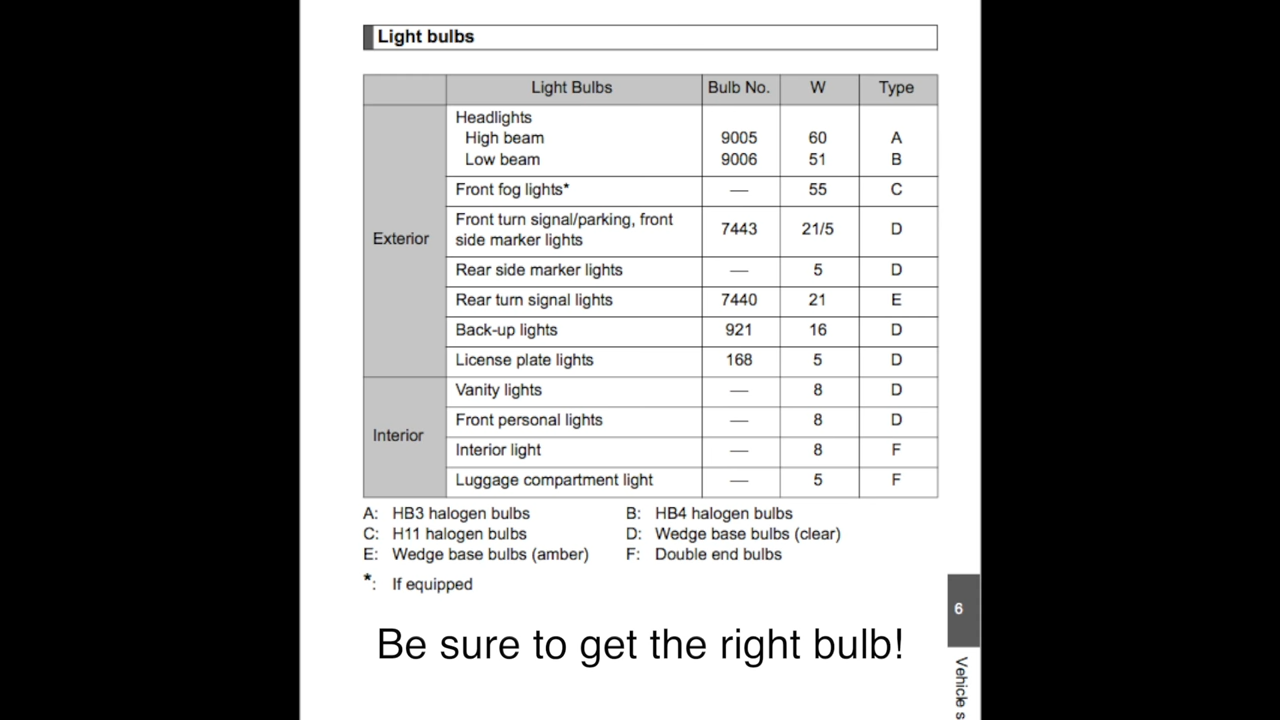 Light bulbs
Light Bulbs Bulb No. W Type
Exterior
Headlights
High beam 9005 60 A
Low beam 9006 51 B
Front fog lights* — 55 C
Front turn signal/parking, front
side marker lights 7443 21/5 D
Rear side marker lights — 5 D
Rear turn signal lights 7440 21 E
Back-up lights 921 16 D
License plate lights 168 5 D
Interior
Vanity lights — 8 D
Front personal lights — 8 D
Interior light — 8 F
Luggage compartment light — 5 F
A: HB3 halogen bulbs B: HB4 halogen bulbs
C: H11 halogen bulbs D: Wedge base bulbs (clear)
E: Wedge base bulbs (amber) F: Double end bulbs
*: If equipped
6
Be sure to get the right bulb!
Vehicle s